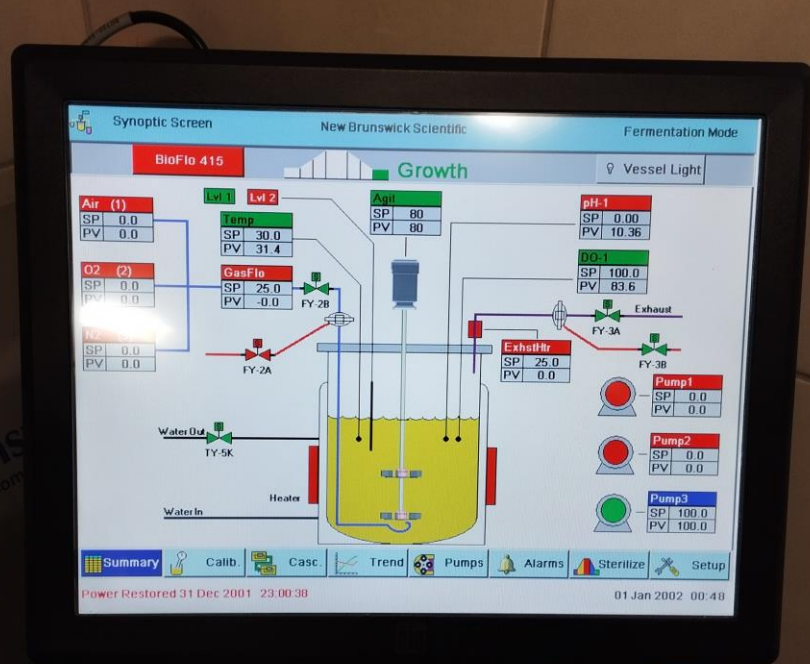 Synoptic Screen
New Brunswick Scientific
Fermentation Mode
BioFlo 415
Growth
Vessel Light
Air (1)
SP 0.0
PV 0.0
Lvl 1
Lvl 2
Temp
SP 30.0
PV 31.4
Agit
SP 80
PV 80
pH-1
SP 0.00
PV 10.36
O2 (2)
SP 0.0
PV 0.0
GasFlo
SP 25.0
PV -0.0
FY-2B
DO-1
SP 100.0
PV 83.6
Exhaust
FY-3A
N2
SP 0.0
PV 0.0
FY-2A
ExhstHtr
SP 25.0
PV 0.0
FY-3B
Pump1
SP 0.0
PV 0.0
Water Out
TY-5K
Pump2
SP 0.0
PV 0.0
Heater
Water In
Pump3
SP 100.0
PV 100.0
Summary
Calib.
Casc.
Trend
Pumps
Alarms
Sterilize
Setup
Power Restored 31 Dec 2001 23:00:38
01 Jan 2002 00:48